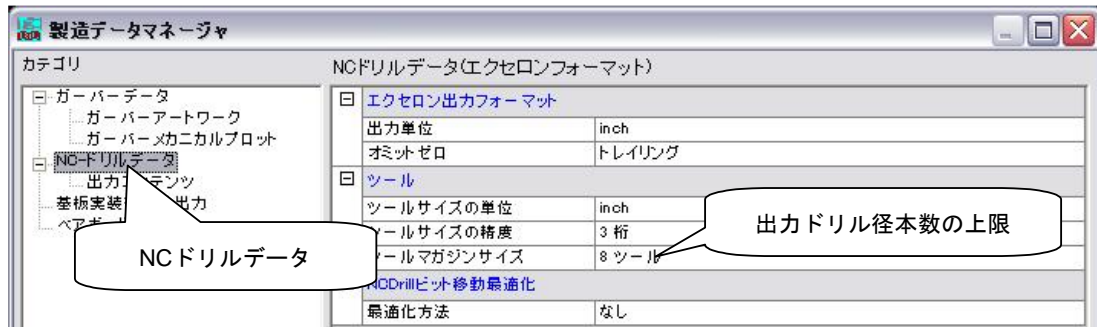 製造データマネージャ
カテゴリ
NCドリルデータ(エクセロンフォーマット)
ガーバーデータ
ガーバーアートワーク
ガーバーメカニカルプロット
NC-ドリルデータ
出力コンテンツ
基板実装 出力
ベアボ
エクセロン出力フォーマット
出力単位 inch
オミットゼロ トレイリング
ツール
ツールサイズの単位 inch
ツールサイズの精度 3 桁
ツールマガジンサイズ 8 ツール
NCDrillビット移動最適化
最適化方法 なし
NCドリルデータ
出力ドリル径本数の上限